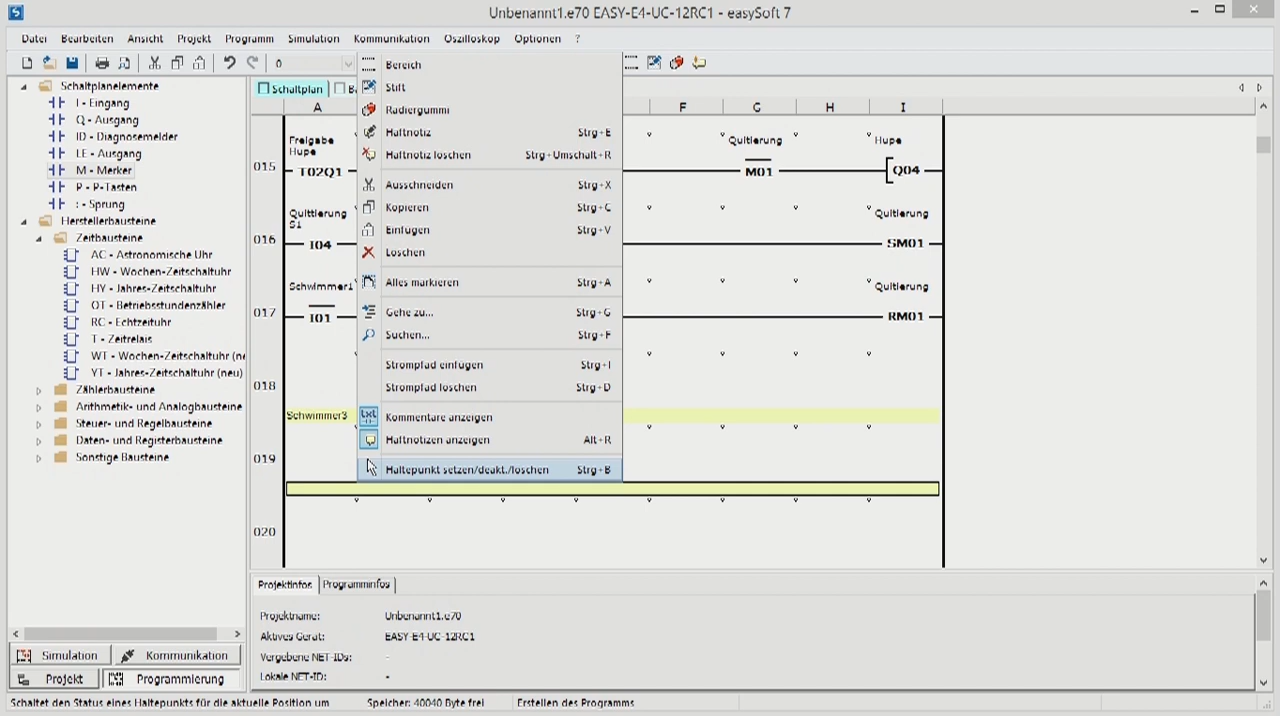 Unbenannt1.e70 EASY-E4-UC-12RC1 - easySoft 7
Datei Bearbeiten Ansicht Projekt Programm Simulation Kommunikation Oszilloskop Optionen ?
0
Schaltplanelemente
I - Eingang
Q - Ausgang
ID - Diagnosemelder
LE - Ausgang
M - Merker
P - P-Tasten
: - Sprung
Herstellerbausteine
Zeitbausteine
AC - Astronomische Uhr
HW - Wochen-Zeitschaltuhr
HY - Jahres-Zeitschaltuhr
OT - Betriebsstundenzähler
RC - Echtzeituhr
T - Zeitrelais
WT - Wochen-Zeitschaltuhr (ne
YT - Jahres-Zeitschaltuhr (neu)
Zählerbausteine
Arithmetik- und Analogbausteine
Steuer- und Regelbausteine
Daten- und Registerbausteine
Sonstige Bausteine
Simulation Kommunikation
Projekt Programmierung
Schaltplan Ba
A F G H I
Freigabe
Hupe
Quitierung Hupe
015 T02Q1 M01 Q04
Quittierung
S1
Quitierung
016 I04 SM01
Schwimmer1 Quitierung
017 I01 RM01
018
Schwimmer3
019
020
Bereich
Stift
Radiergummi
Haftnotiz Strg+E
Haftnotiz löschen Strg+Umschalt+R
Ausschneiden Strg+X
Kopieren Strg+C
Einfügen Strg+V
Löschen
Alles markieren Strg+A
Gehe zu... Strg+G
Suchen... Strg+F
Strompfad einfügen Strg+I
Strompfad löschen Strg+D
txt Kommentare anzeigen
Haftnotizen anzeigen Alt+R
Haltepunkt setzen/deakt./löschen Strg+B
Projektinfos Programminfos
Projektname: Unbenannt1.e70
Aktives Gerät: EASY-E4-UC-12RC1
Vergebene NET-IDs: -
Lokale NET-ID: -
Schaltet den Status eines Haltepunkts für die aktuelle Position um Speicher: 40040 Byte frei Erstellen des Programms